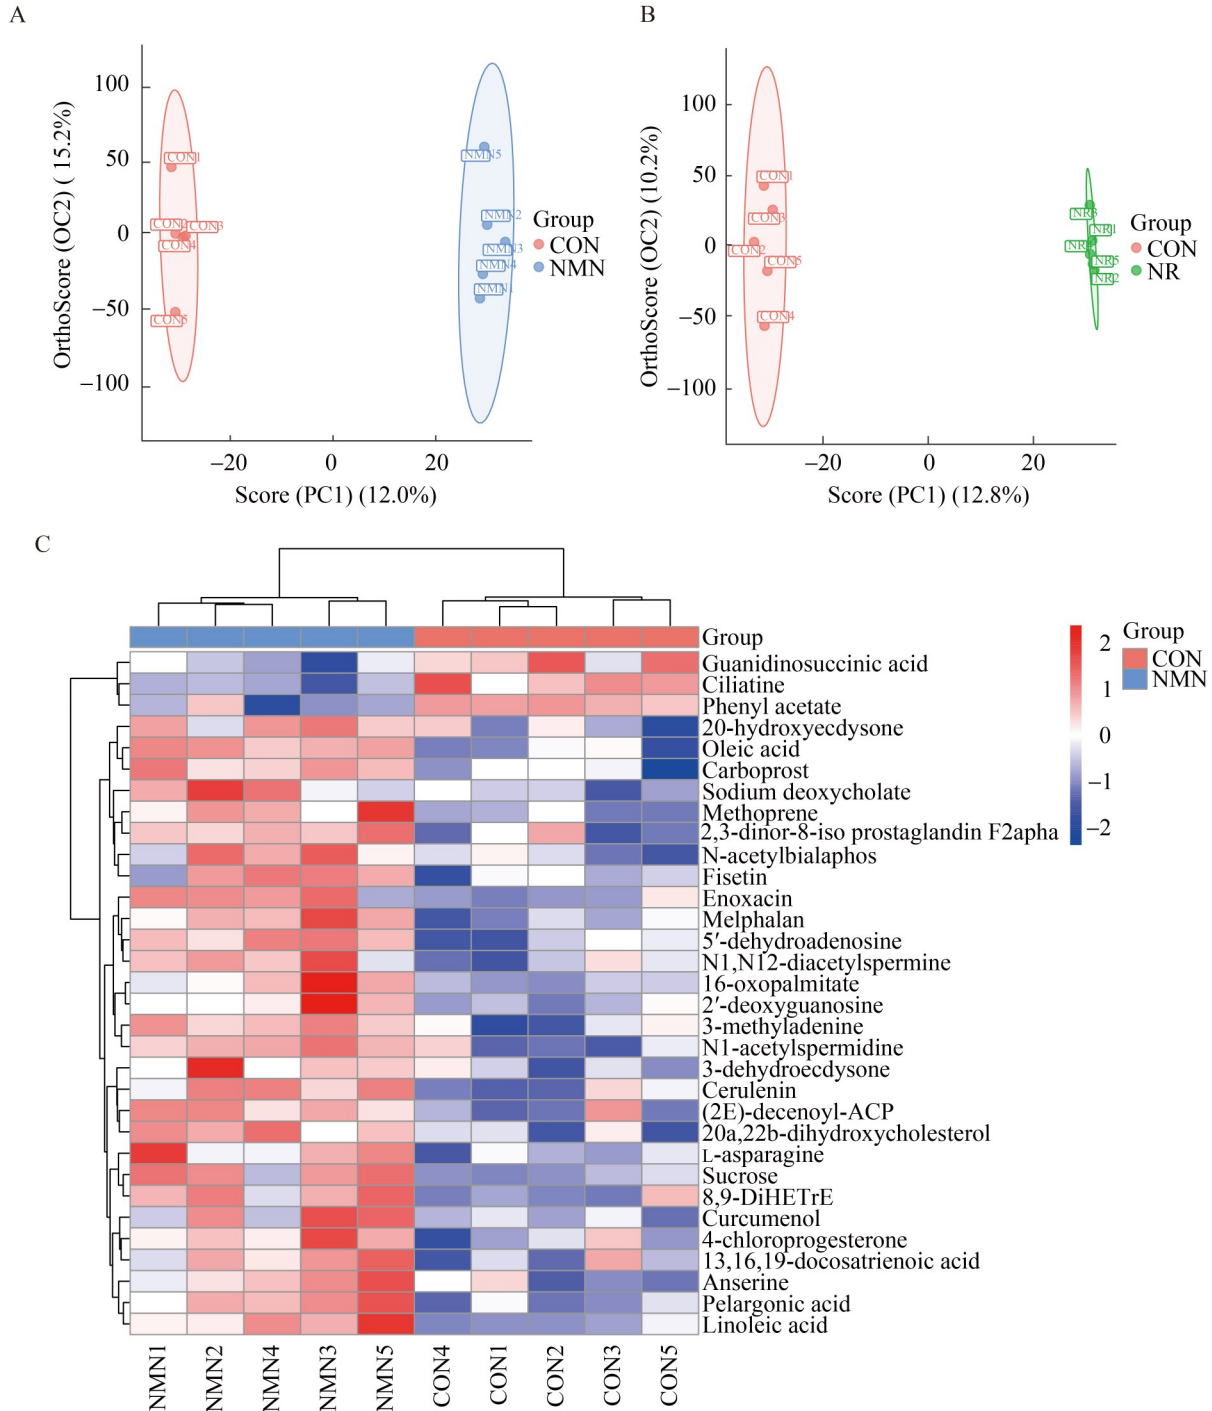 A
OrthoScore (OC2) ( 15.2%)
100
50
0
−50
−100
CON1
CON2
CON3
CON4
CON5
NMN5
NMN2
NMN3
NMN4
NMN1
Group
CON
NMN
−20
0
20
Score (PC1) (12.0%)
B
OrthoScore (OC2) (10.2%)
100
50
0
−50
−100
CON1
CON3
CON2
CON5
CON4
NR3
NR1
NR5
NR2
Group
CON
NR
−20
0
20
Score (PC1) (12.8%)
C
Group
Guanidinosuccinic acid
Ciliatine
Phenyl acetate
20-hydroxyecdysone
Oleic acid
Carboprost
Sodium deoxycholate
Methoprene
2,3-dinor-8-iso prostaglandin F2apha
N-acetylbialaphos
Fisetin
Enoxacin
Melphalan
5′-dehydroadenosine
N1,N12-diacetylspermine
16-oxopalmitate
2′-deoxyguanosine
3-methyladenine
N1-acetylspermidine
3-dehydroecdysone
Cerulenin
(2E)-decenoyl-ACP
20a,22b-dihydroxycholesterol
L-asparagine
Sucrose
8,9-DiHETrE
Curcumenol
4-chloroprogesterone
13,16,19-docosatrienoic acid
Anserine
Pelargonic acid
Linoleic acid
2
1
0
−1
−2
Group
CON
NMN
NMN1
NMN2
NMN4
NMN3
NMN5
CON4
CON1
CON2
CON3
CON5